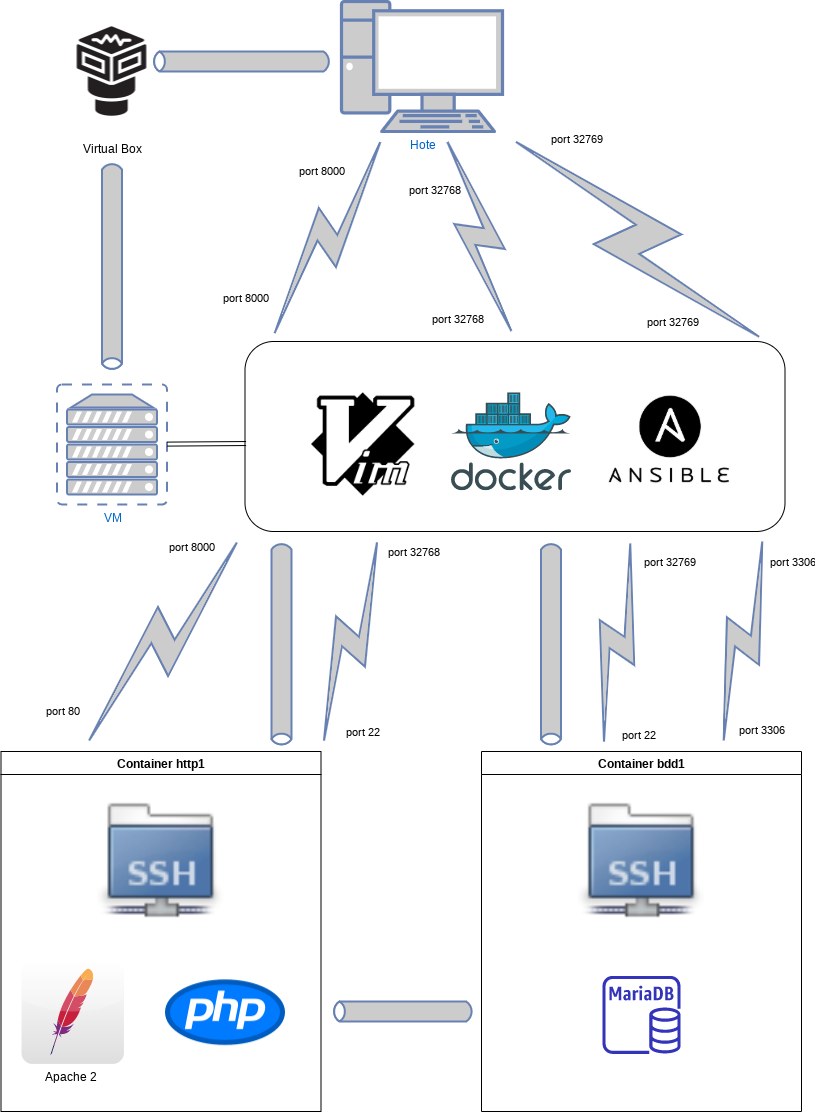 Virtual Box
Hote
port 32769
port 8000
port 32768
port 8000
port 32768
port 32769
Vim
docker
ANSIBLE
VM
port 8000
port 32768
port 32769
port 3306
port 80
port 22
port 22
port 3306
Container http1
Container bdd1
SSH
SSH
php
MariaDB
Apache 2